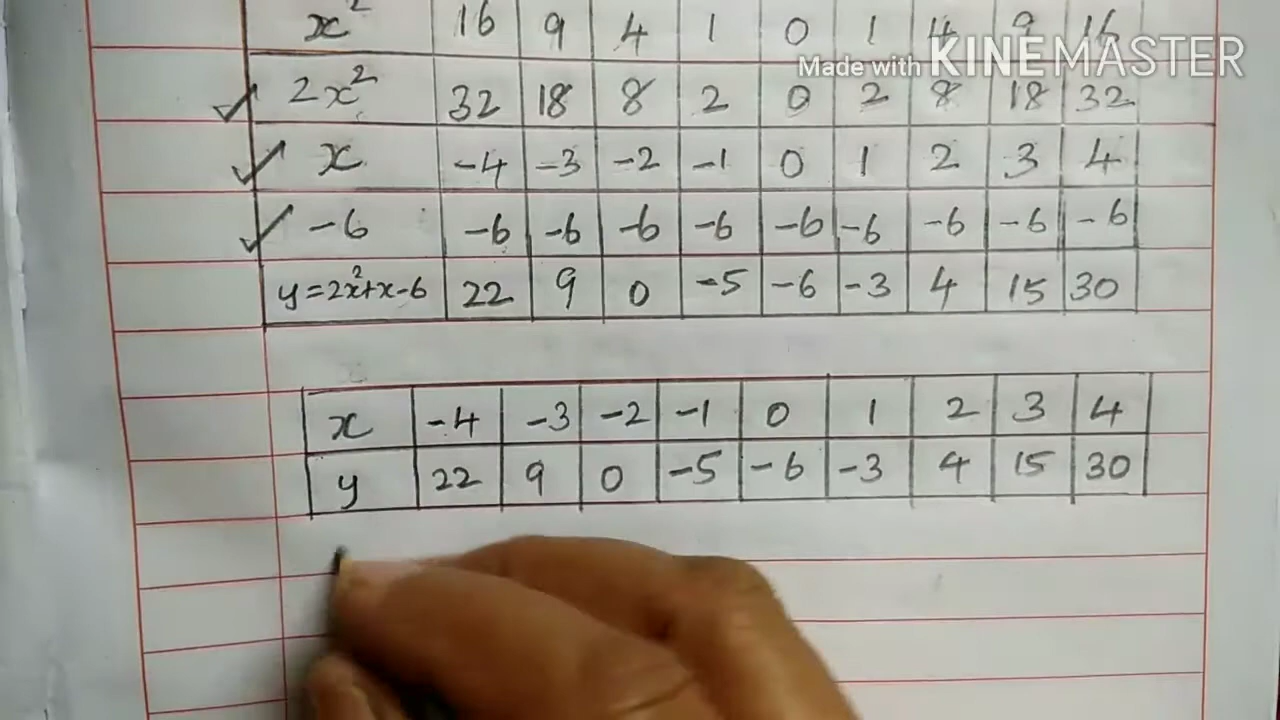 x² 16 9 4 1 0 1 4 9 16
Made with KINEMASTER
2x² 32 18 8 2 0 2 8 18 32
x -4 -3 -2 -1 0 1 2 3 4
-6 -6 -6 -6 -6 -6 -6 -6 -6 -6
y=2x²+x-6 22 9 0 -5 -6 -3 4 15 30
x -4 -3 -2 -1 0 1 2 3 4
y 22 9 0 -5 -6 -3 4 15 30